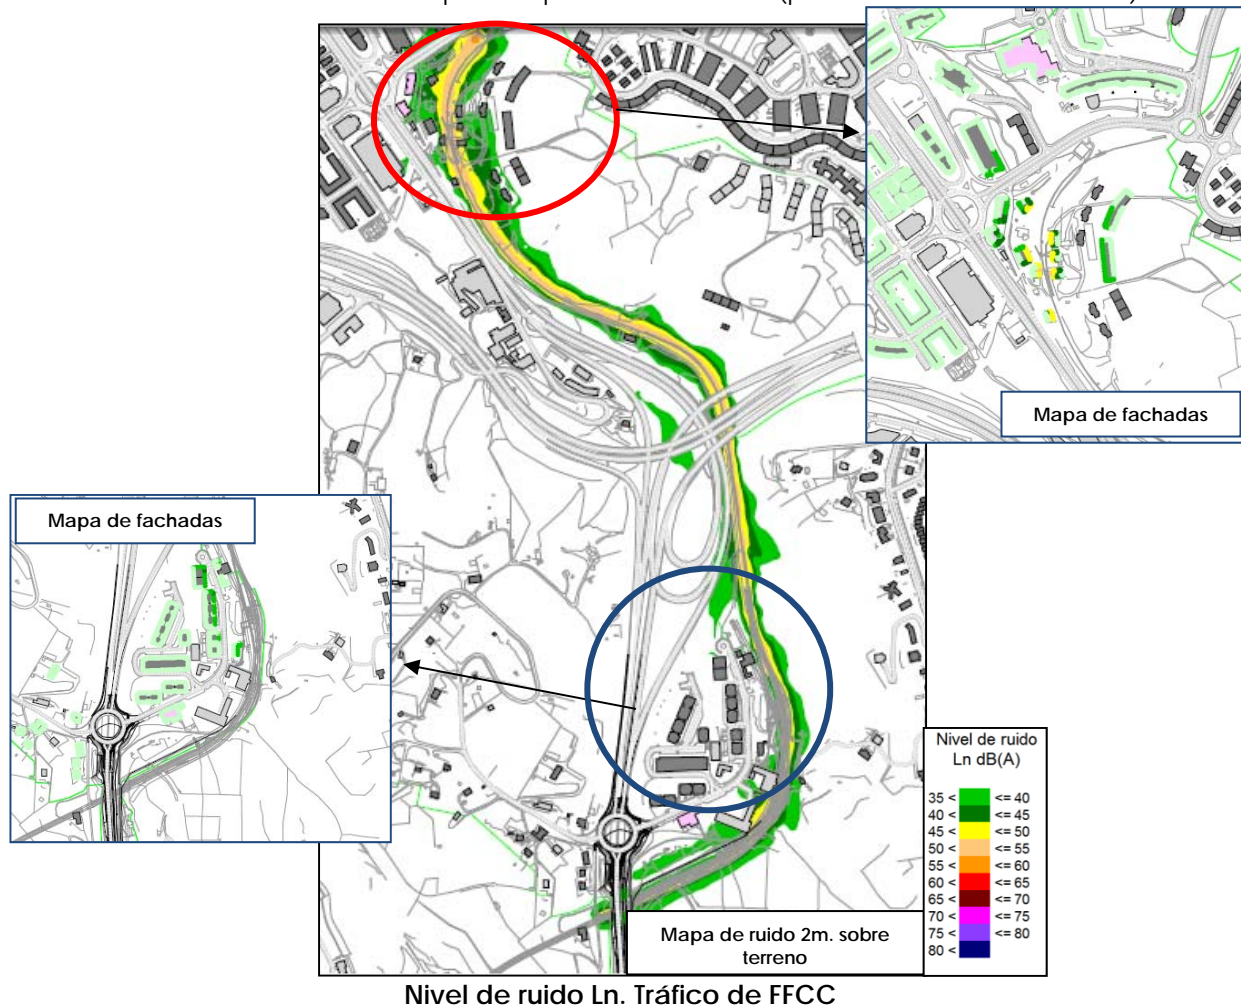 Mapa de fachadas
Mapa de fachadas
Nivel de ruido
Ln dB(A)
35 < <= 40
40 < <= 45
45 < <= 50
50 < <= 55
55 < <= 60
60 < <= 65
65 < <= 70
70 < <= 75
75 < <= 80
80 <
Mapa de ruido 2m. sobre
terreno
Nivel de ruido Ln. Tráfico de FFCC